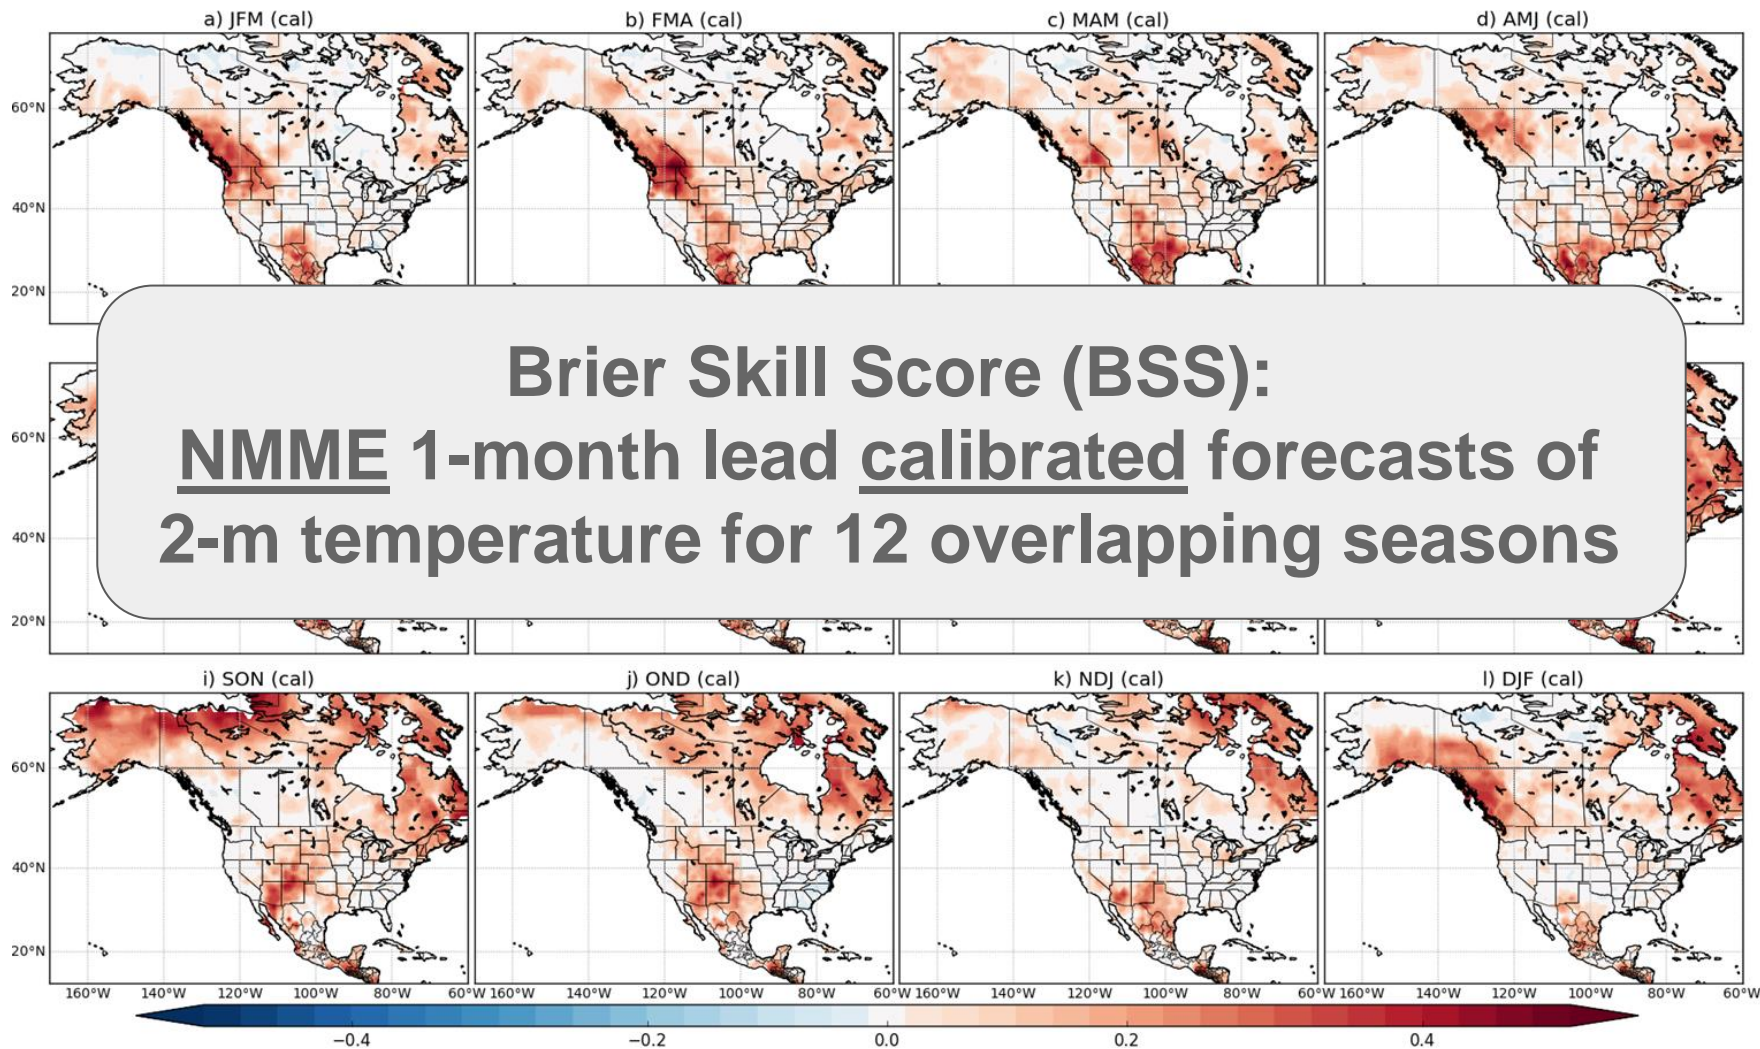 a) JFM (cal) b) FMA (cal) c) MAM (cal) d) AMJ (cal)
60°N
40°N
20°N
Brier Skill Score (BSS):
NMME 1-month lead calibrated forecasts of
2-m temperature for 12 overlapping seasons
60°N
40°N
20°N
i) SON (cal) j) OND (cal) k) NDJ (cal) l) DJF (cal)
60°N
40°N
20°N
160°W 140°W 120°W 100°W 80°W 60°W 160°W 140°W 120°W 100°W 80°W 60°W 160°W 140°W 120°W 100°W 80°W 60°W 160°W 140°W 120°W 100°W 80°W 60°W
−0.4 −0.2 0.0 0.2 0.4